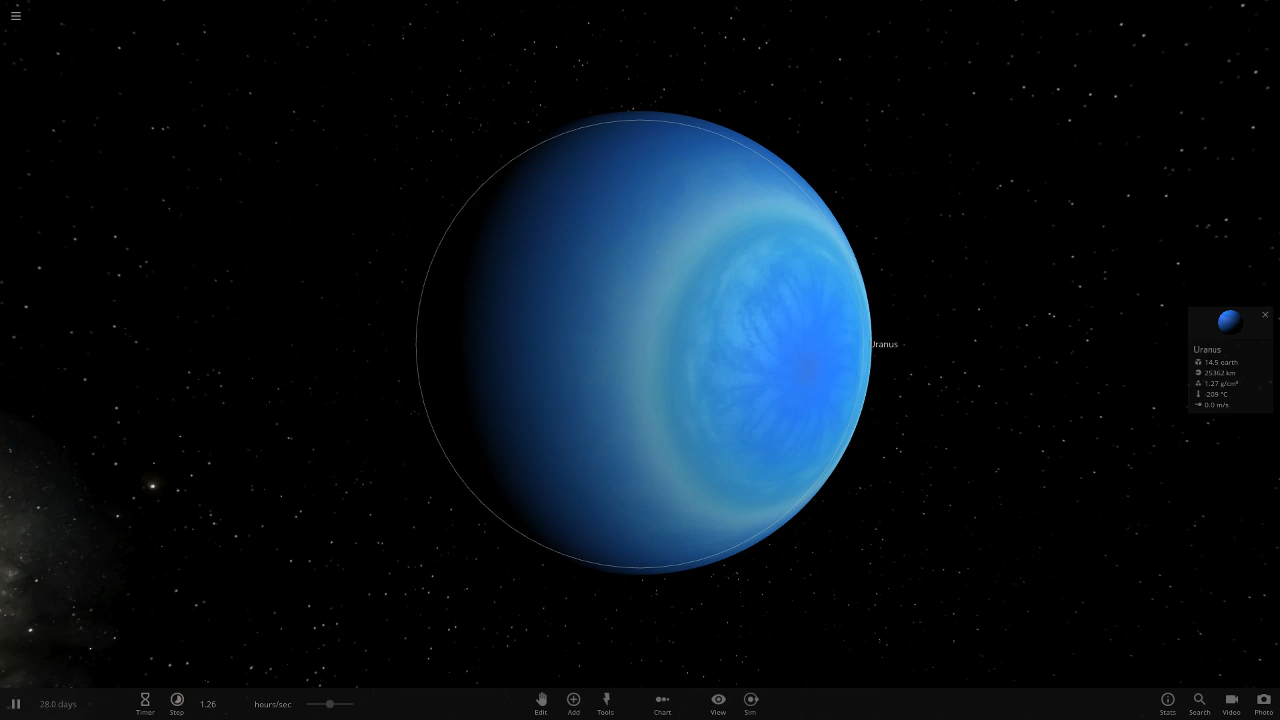 Uranus
Uranus
14.5 earth
25362 km
1.27 g/cm³
-209 °C
0.0 m/s
28.0 days
Timer
Step
1.26
hours/sec
Edit
Add
Tools
Chart
View
Sim
Stats
Search
Video
Photo